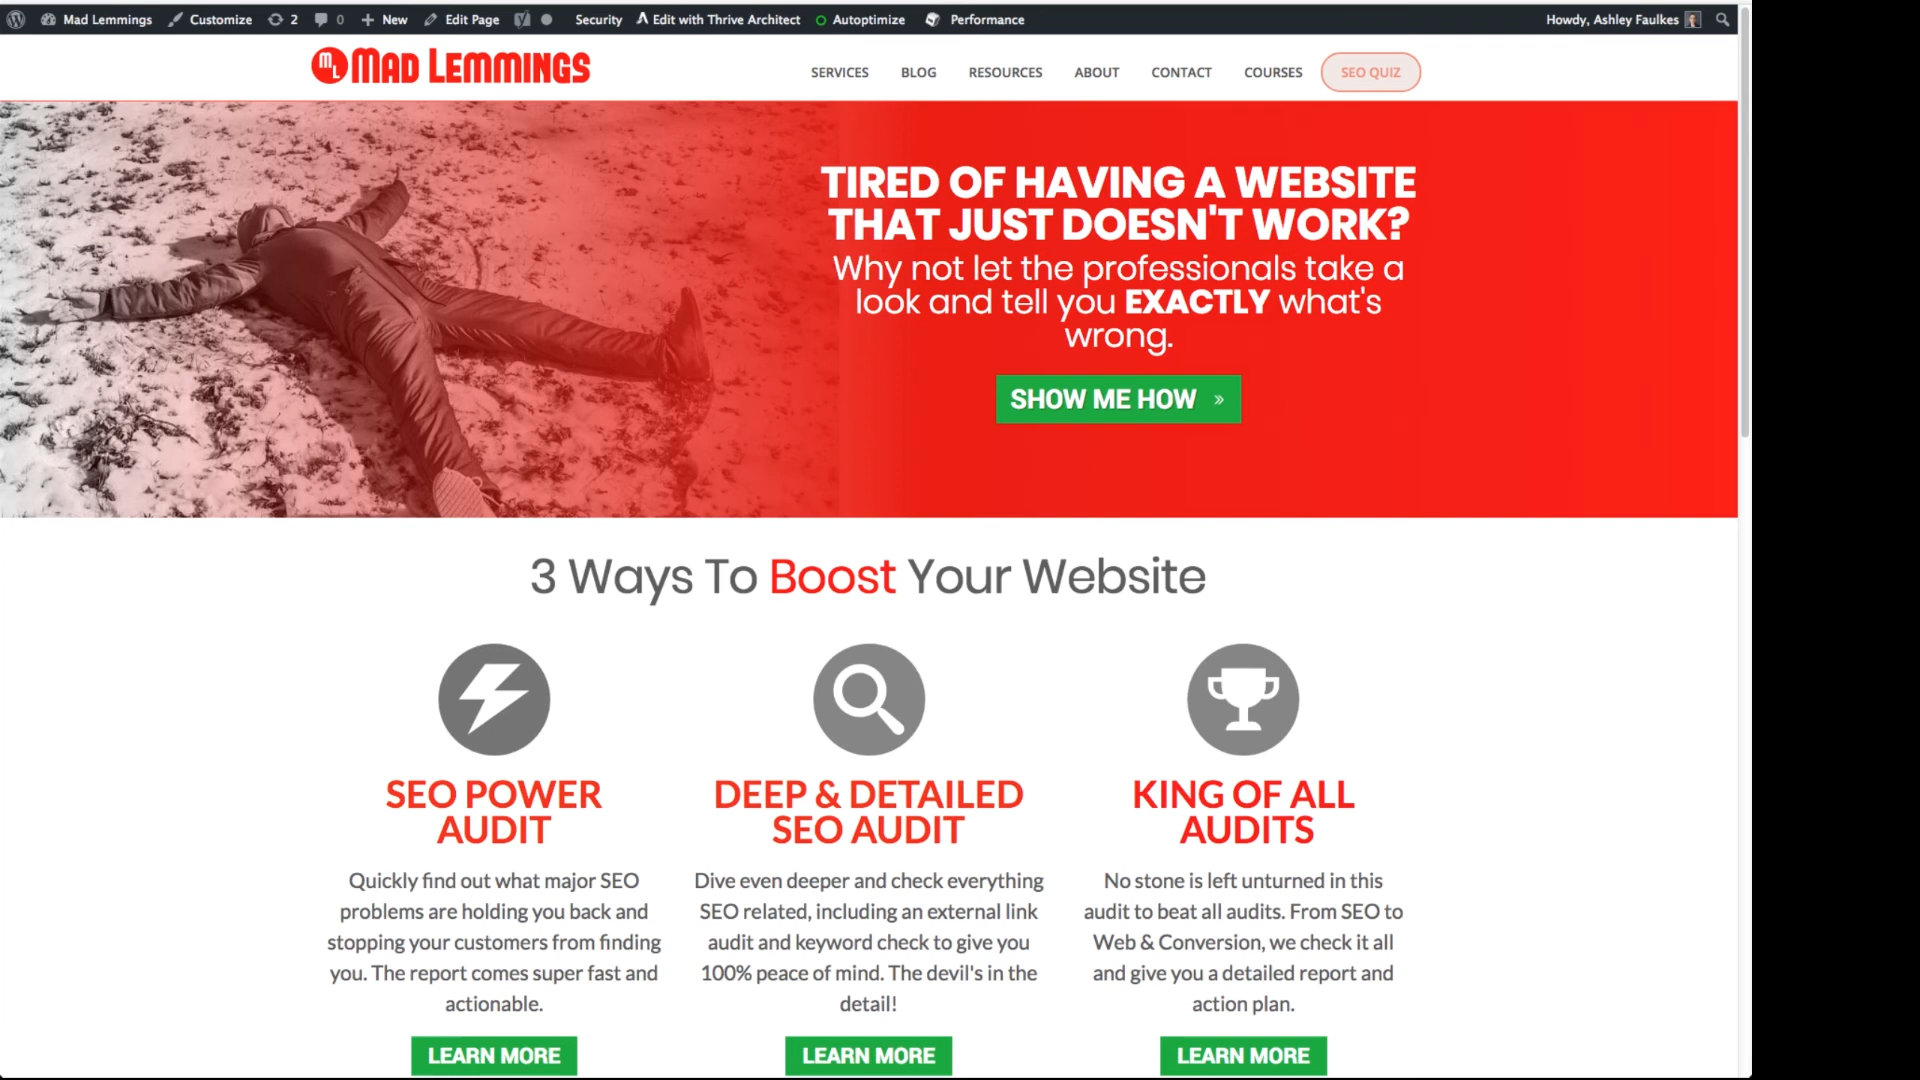 Mad Lemmings Customize 2 0 New Edit Page Security Edit with Thrive Architect Autoptimize Performance Howdy, Ashley Faulkes
mL MAD LEMMINGS
SERVICES BLOG RESOURCES ABOUT CONTACT COURSES SEO QUIZ
TIRED OF HAVING A WEBSITE
THAT JUST DOESN'T WORK?
Why not let the professionals take a
look and tell you EXACTLY what's
wrong.
SHOW ME HOW »
3 Ways To Boost Your Website
SEO POWER
AUDIT
Quickly find out what major SEO
problems are holding you back and
stopping your customers from finding
you. The report comes super fast and
actionable.
LEARN MORE
DEEP & DETAILED
SEO AUDIT
Dive even deeper and check everything
SEO related, including an external link
audit and keyword check to give you
100% peace of mind. The devil's in the
detail!
LEARN MORE
KING OF ALL
AUDITS
No stone is left unturned in this
audit to beat all audits. From SEO to
Web & Conversion, we check it all
and give you a detailed report and
action plan.
LEARN MORE